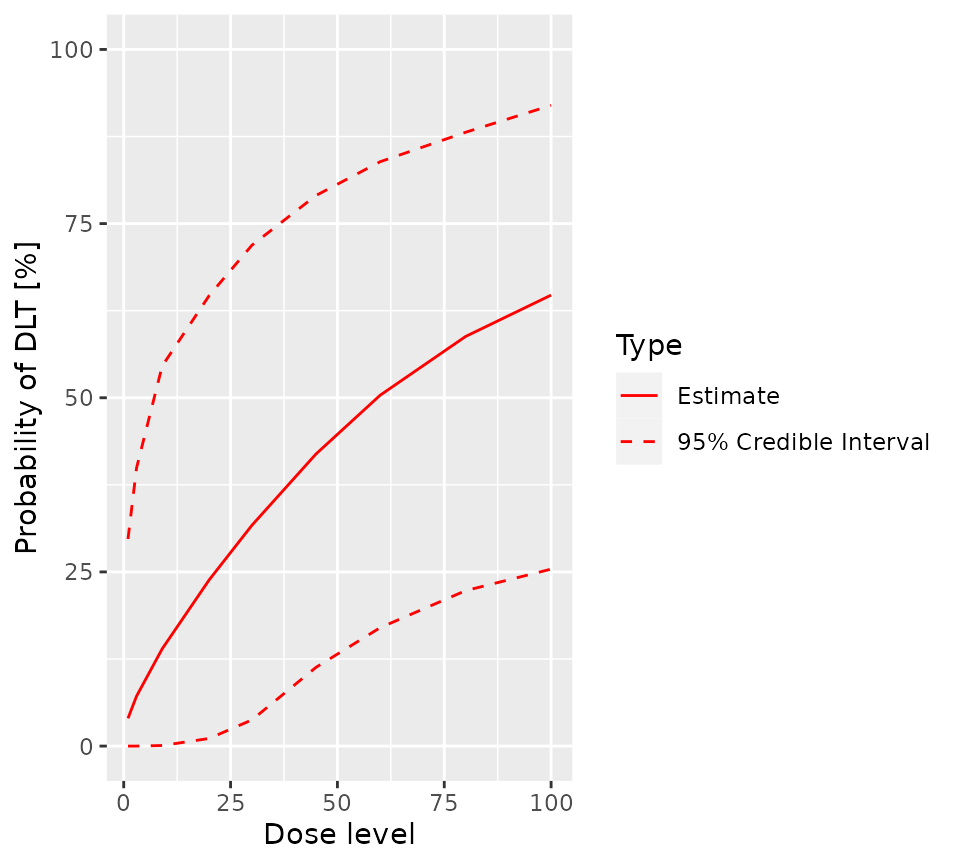 Probability of DLT [%]
100
75
50
25
0
0 25 50 75 100
Dose level
Type
Estimate
95% Credible Interval